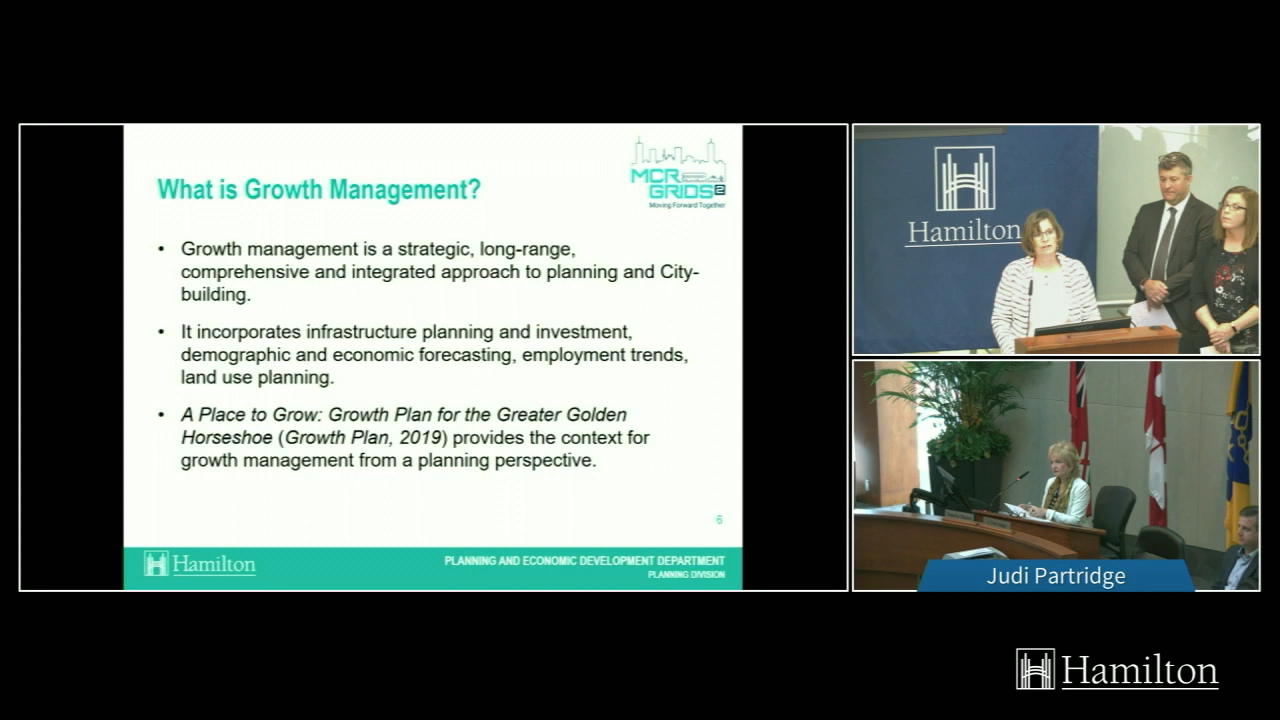 MCR
GRIDS 2
Moving Forward Together
What is Growth Management?
• Growth management is a strategic, long-range,
comprehensive and integrated approach to planning and City-
building.
• It incorporates infrastructure planning and investment,
demographic and economic forecasting, employment trends,
land use planning.
• A Place to Grow: Growth Plan for the Greater Golden
Horseshoe (Growth Plan, 2019) provides the context for
growth management from a planning perspective.
6
Hamilton
PLANNING AND ECONOMIC DEVELOPMENT DEPARTMENT
PLANNING DIVISION
Hamilton
Judi Partridge
Hamilton